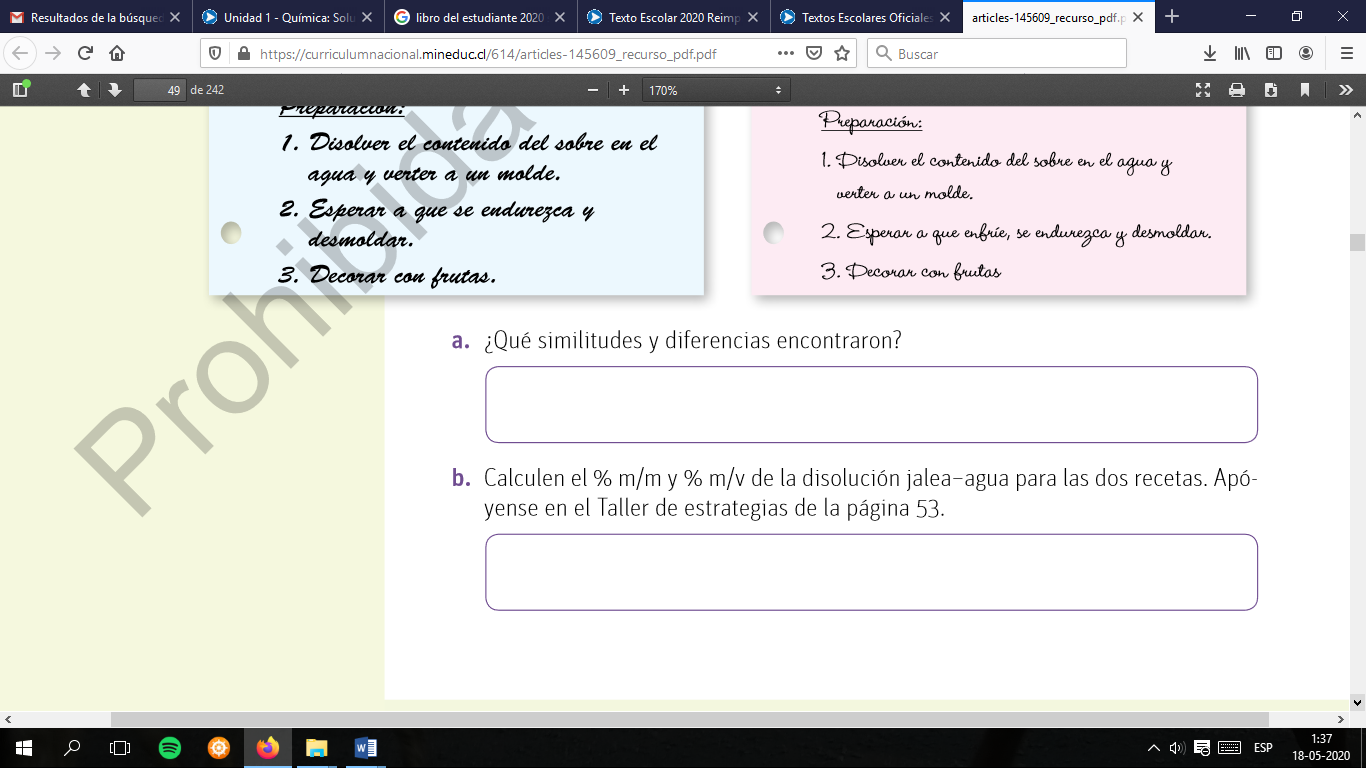 Resultados de la búsqued
Unidad 1 - Química: Solu
libro del estudiante 2020
Texto Escolar 2020 Reimp
Textos Escolares Oficiales
articles-145609_recurso_pdf.p
https://curriculumnacional.mineduc.cl/614/articles-145609_recurso_pdf.pdf
Buscar
49 de 242
170%
Preparación:
1. Disolver el contenido del sobre en el
agua y verter a un molde.
2. Esperar a que se endurezca y
desmoldar.
3. Decorar con frutas.
Preparación:
1. Disolver el contenido del sobre en el agua y
verter a un molde.
2. Esperar a que enfríe, se endurezca y desmoldar.
3. Decorar con frutas
Prohibida
a. ¿Qué similitudes y diferencias encontraron?
b. Calculen el % m/m y % m/v de la disolución jalea–agua para las dos recetas. Apó-
yense en el Taller de estrategias de la página 53.
ESP
1:37
18-05-2020